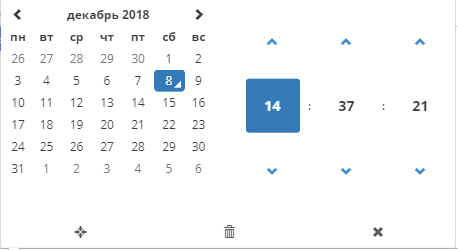 декабрь 2018
пн вт ср чт пт сб вс
26 27 28 29 30 1 2
3 4 5 6 7 8 9
10 11 12 13 14 15 16
17 18 19 20 21 22 23
24 25 26 27 28 29 30
31 1 2 3 4 5 6
14 : 37 : 21